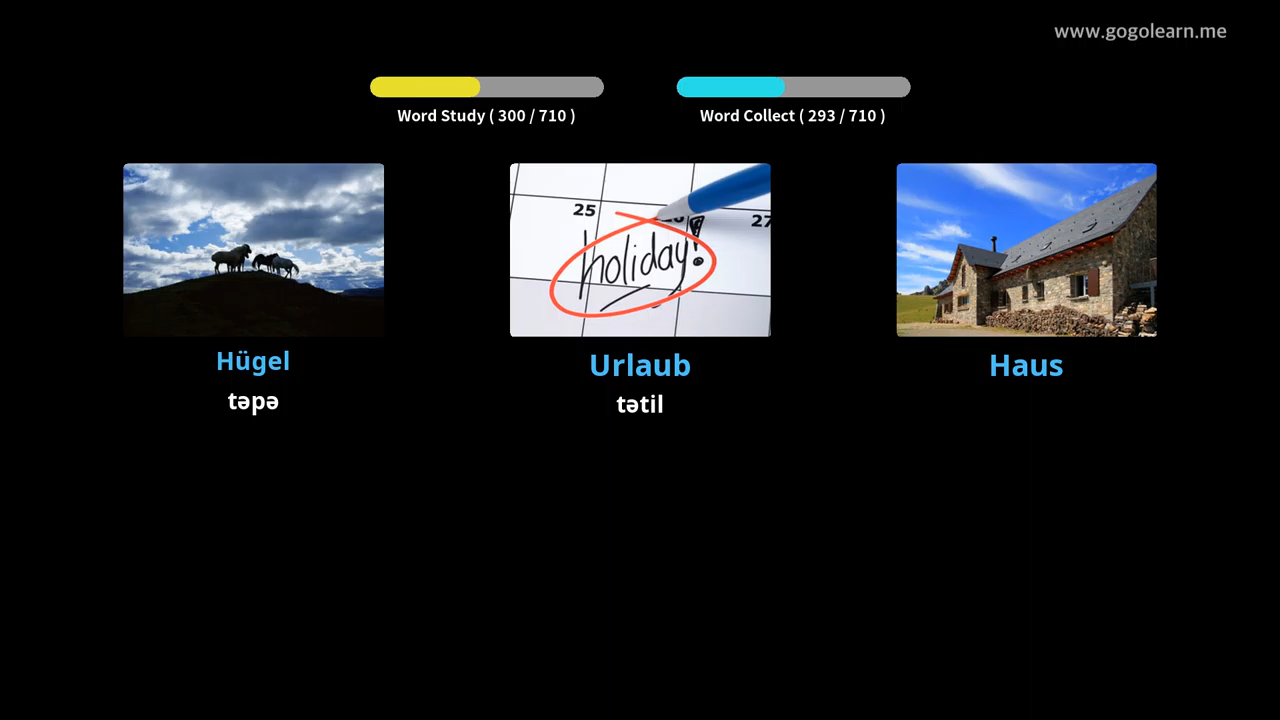 www.gogolearn.me
Word Study ( 300 / 710 )
Word Collect ( 293 / 710 )
25
27
holiday!
Hügel
Urlaub
Haus
təpə
tətil